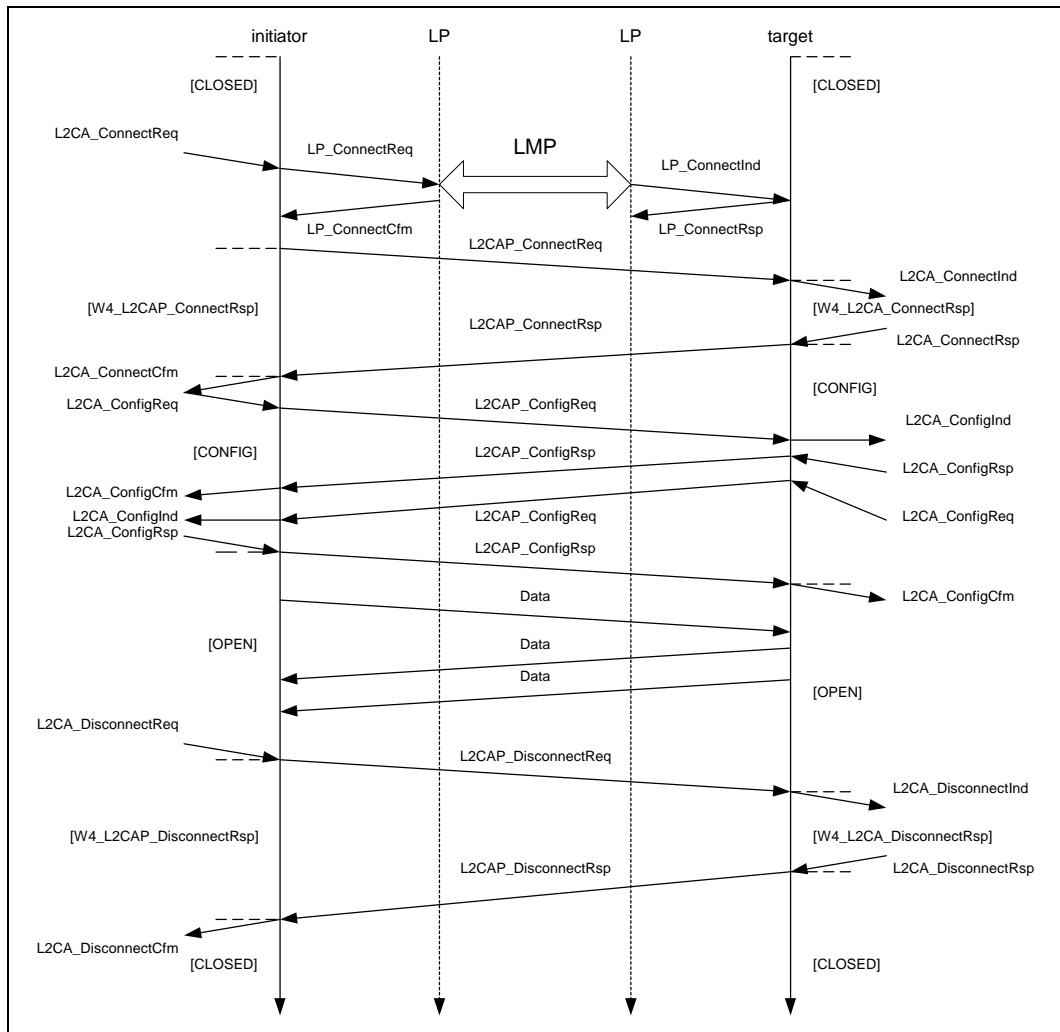 initiator LP LP target
[CLOSED] [CLOSED]
L2CA_ConnectReq
LP_ConnectReq LMP LP_ConnectInd
LP_ConnectCfm LP_ConnectRsp
L2CAP_ConnectReq
L2CA_ConnectInd
[W4_L2CAP_ConnectRsp] [W4_L2CA_ConnectRsp]
L2CAP_ConnectRsp
L2CA_ConnectRsp
L2CA_ConnectCfm
[CONFIG]
L2CA_ConfigReq L2CAP_ConfigReq
L2CA_ConfigInd
[CONFIG] L2CAP_ConfigRsp
L2CA_ConfigRsp
L2CA_ConfigCfm
L2CA_ConfigInd L2CAP_ConfigReq L2CA_ConfigReq
L2CA_ConfigRsp L2CAP_ConfigRsp
Data L2CA_ConfigCfm
[OPEN] Data
Data
[OPEN]
L2CA_DisconnectReq
L2CAP_DisconnectReq
L2CA_DisconnectInd
[W4_L2CAP_DisconnectRsp] [W4_L2CA_DisconnectRsp]
L2CAP_DisconnectRsp L2CA_DisconnectRsp
L2CA_DisconnectCfm
[CLOSED] [CLOSED]